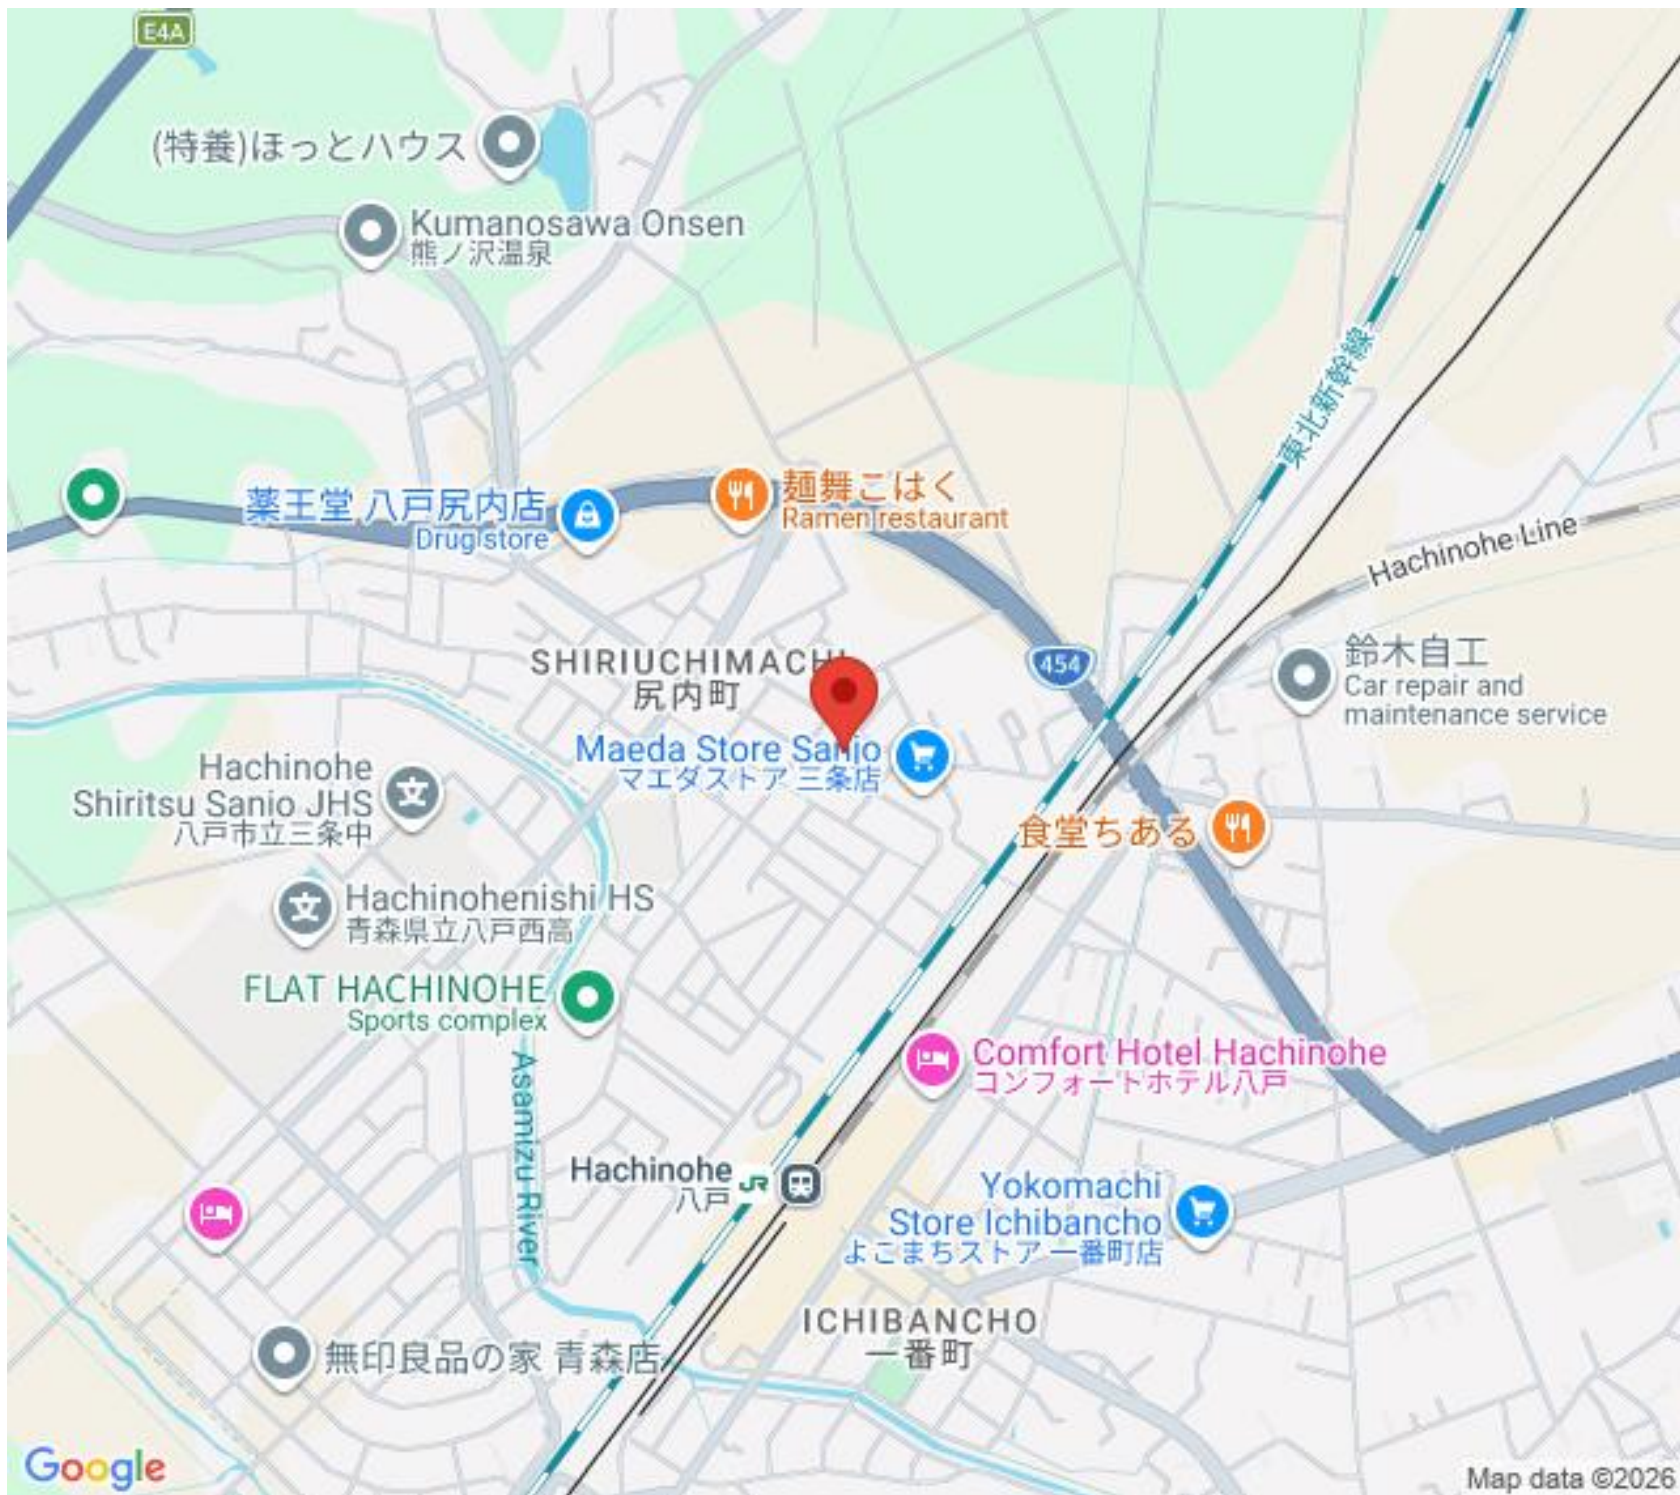 E4A
(特養)ほっとハウス
Kumanosawa Onsen
熊ノ沢温泉
東北新幹線
薬王堂 八戸尻内店
Drug store
麺舞こはく
Ramen restaurant
Hachinohe Line
SHIRIUCHIMACHI
尻内町
454
鈴木自工
Car repair and
maintenance service
Maeda Store Sanjo
マエダストア 三条店
Hachinohe
Shiritsu Sanjo JHS
八戸市立三条中
食堂ちある
Hachinohenishi HS
青森県立八戸西高
FLAT HACHINOHE
Sports complex
Asamizu River
Comfort Hotel Hachinohe
コンフォートホテル八戸
Hachinohe
八戸
JR
Yokomachi
Store Ichibancho
よこまちストア 一番町店
ICHIBANCHO
一番町
無印良品の家 青森店
Google
Map data ©2026